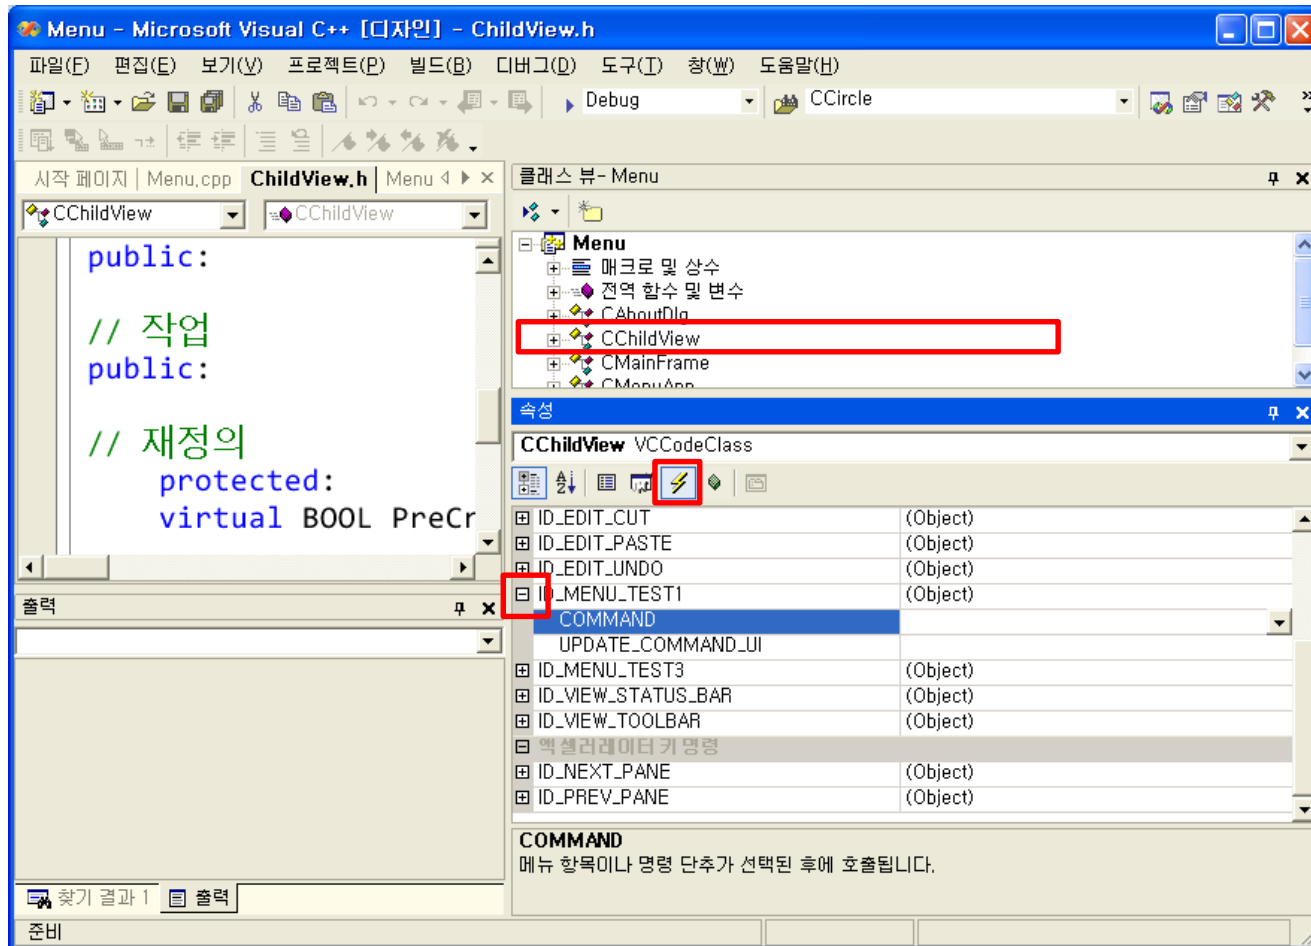 Menu - Microsoft Visual C++ [디자인] - ChildView.h
파일(F) 편집(E) 보기(V) 프로젝트(P) 빌드(B) 디버그(D) 도구(T) 창(W) 도움말(H)
Debug CCircle
시작 페이지 Menu.cpp ChildView.h Menu
CChildView CChildView
public:
// 작업
public:
// 재정의
protected:
virtual BOOL PreCr
출력
찾기 결과 1 출력
준비
클래스 뷰- Menu
Menu
매크로 및 상수
전역 함수 및 변수
CAboutDlg
CChildView
CMainFrame
CMenuApp
속성
CChildView VCCodeClass
ID_EDIT_CUT (Object)
ID_EDIT_PASTE (Object)
ID_EDIT_UNDO (Object)
ID_MENU_TEST1 (Object)
COMMAND
UPDATE_COMMAND_UI
ID_MENU_TEST3 (Object)
ID_VIEW_STATUS_BAR (Object)
ID_VIEW_TOOLBAR (Object)
액셀러레이터 키 명령
ID_NEXT_PANE (Object)
ID_PREV_PANE (Object)
COMMAND
메뉴 항목이나 명령 단추가 선택된 후에 호출됩니다.